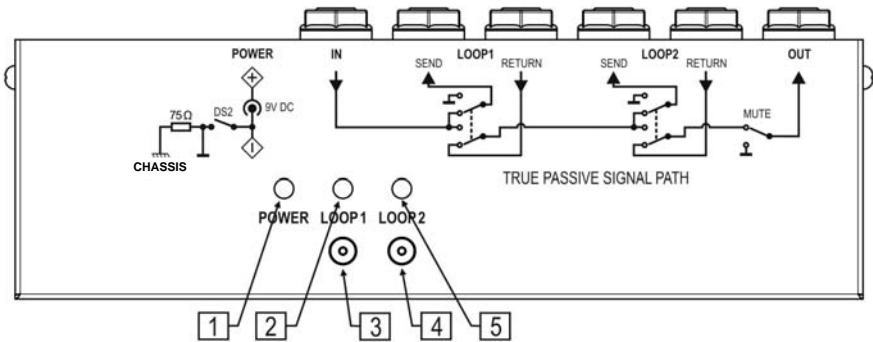 POWER IN LOOP1 LOOP2 OUT
SEND RETURN SEND RETURN
+
75Ω DS2 9V DC MUTE
CHASSIS
TRUE PASSIVE SIGNAL PATH
POWER LOOP1 LOOP2
1 2 3 4 5